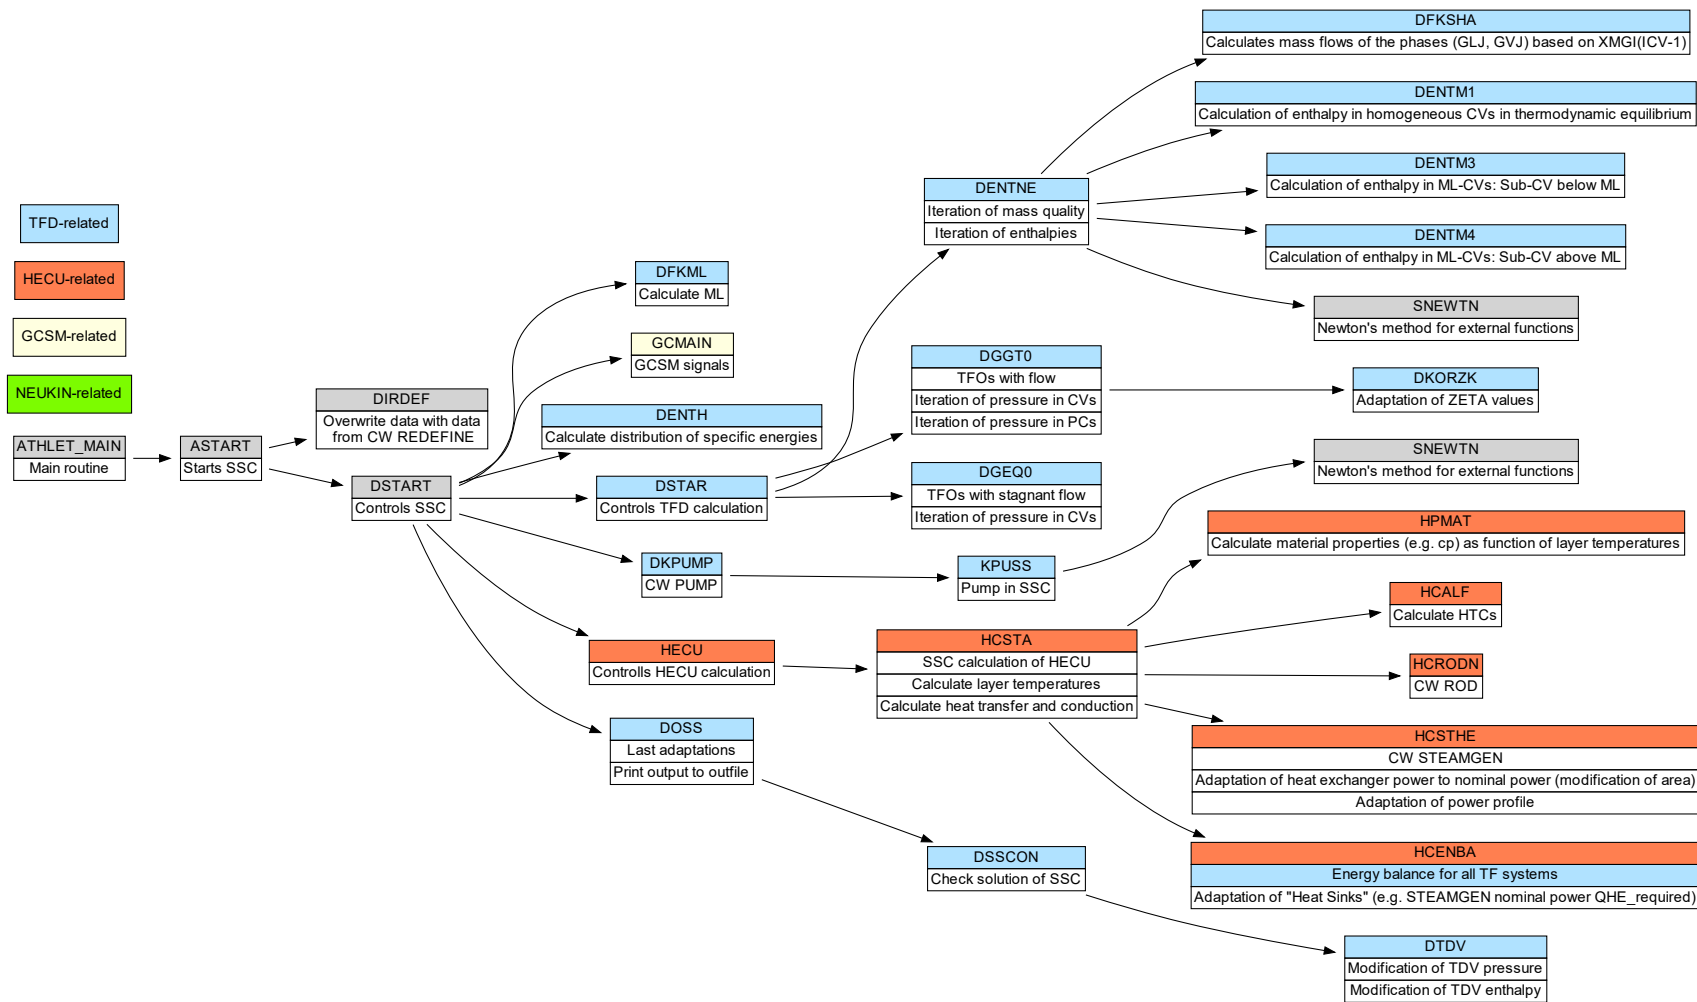 TFD-related
HECU-related
GCSM-related
NEUKIN-related
ATHLET_MAIN
Main routine
ASTART
Starts SSC
DIRDEF
Overwrite data with data
from CW REDEFINE
DSTART
Controls SSC
DFKML
Calculate ML
GCMAIN
GCSM signals
DENTH
Calculate distribution of specific energies
DSTAR
Controls TFD calculation
DKPUMP
CW PUMP
HECU
Controlls HECU calculation
DOSS
Last adaptations
Print output to outfile
DENTNE
Iteration of mass quality
Iteration of enthalpies
DGGT0
TFOs with flow
Iteration of pressure in CVs
Iteration of pressure in PCs
DGEQ0
TFOs with stagnant flow
Iteration of pressure in CVs
KPUSS
Pump in SSC
HCSTA
SSC calculation of HECU
Calculate layer temperatures
Calculate heat transfer and conduction
DSSCON
Check solution of SSC
DFKSHA
Calculates mass flows of the phases (GLJ, GVJ) based on XMGI(ICV-1)
DENTM1
Calculation of enthalpy in homogeneous CVs in thermodynamic equilibrium
DENTM3
Calculation of enthalpy in ML-CVs: Sub-CV below ML
DENTM4
Calculation of enthalpy in ML-CVs: Sub-CV above ML
SNEWTN
Newton's method for external functions
DKORZK
Adaptation of ZETA values
SNEWTN
Newton's method for external functions
HPMAT
Calculate material properties (e.g. cp) as function of layer temperatures
HCALF
Calculate HTCs
HCRODN
CW ROD
HCSTHE
CW STEAMGEN
Adaptation of heat exchanger power to nominal power (modification of area)
Adaptation of power profile
HCENBA
Energy balance for all TF systems
Adaptation of "Heat Sinks" (e.g. STEAMGEN nominal power QHE_required)
DTDV
Modification of TDV pressure
Modification of TDV enthalpy